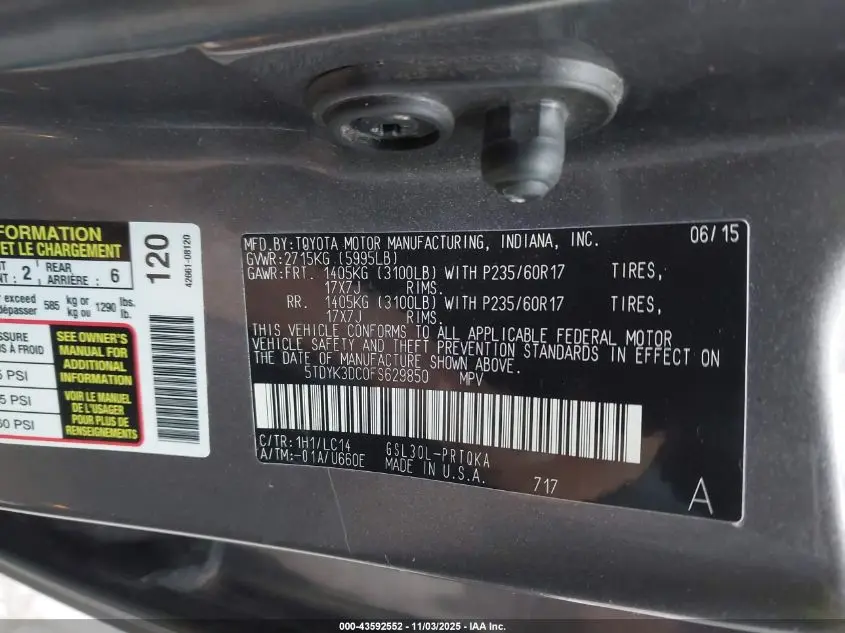 FORMATION
ET LE CHARGEMENT
2 REAR ARRIÈRE : 6
exceed
dépasser 585 kg or kg ou 1290 lbs. lb.
À FROID
PSI
5 PSI
60 PSI
SEE OWNER'S
MANUAL FOR
ADDITIONAL
INFORMATION
VOIR LE MANUEL
DE L'USAGER
POUR PLUS DE
RENSEIGNEMENTS
120
42661-08120
MFD.BY:TOYOTA MOTOR MANUFACTURING, INDIANA, INC. 06/15
GVWR:2715KG (5995LB)
GAWR:FRT. 1405KG (3100LB) WITH P235/60R17 TIRES,
17X7J RIMS.
RR. 1405KG (3100LB) WITH P235/60R17 TIRES,
17X7J RIMS.
THIS VEHICLE CONFORMS TO ALL APPLICABLE FEDERAL MOTOR
VEHICLE SAFETY AND THEFT PREVENTION STANDARDS IN EFFECT ON
THE DATE OF MANUFACTURE SHOWN ABOVE.
5TDYK3DC0FS629850 MPV
C/TR:1H1/LC14 GSL30L-PRTQKA
A/TM:-01A/U660E MADE IN U.S.A.
717 A
000-43592552 | 11/03/2025 - IAA Inc.